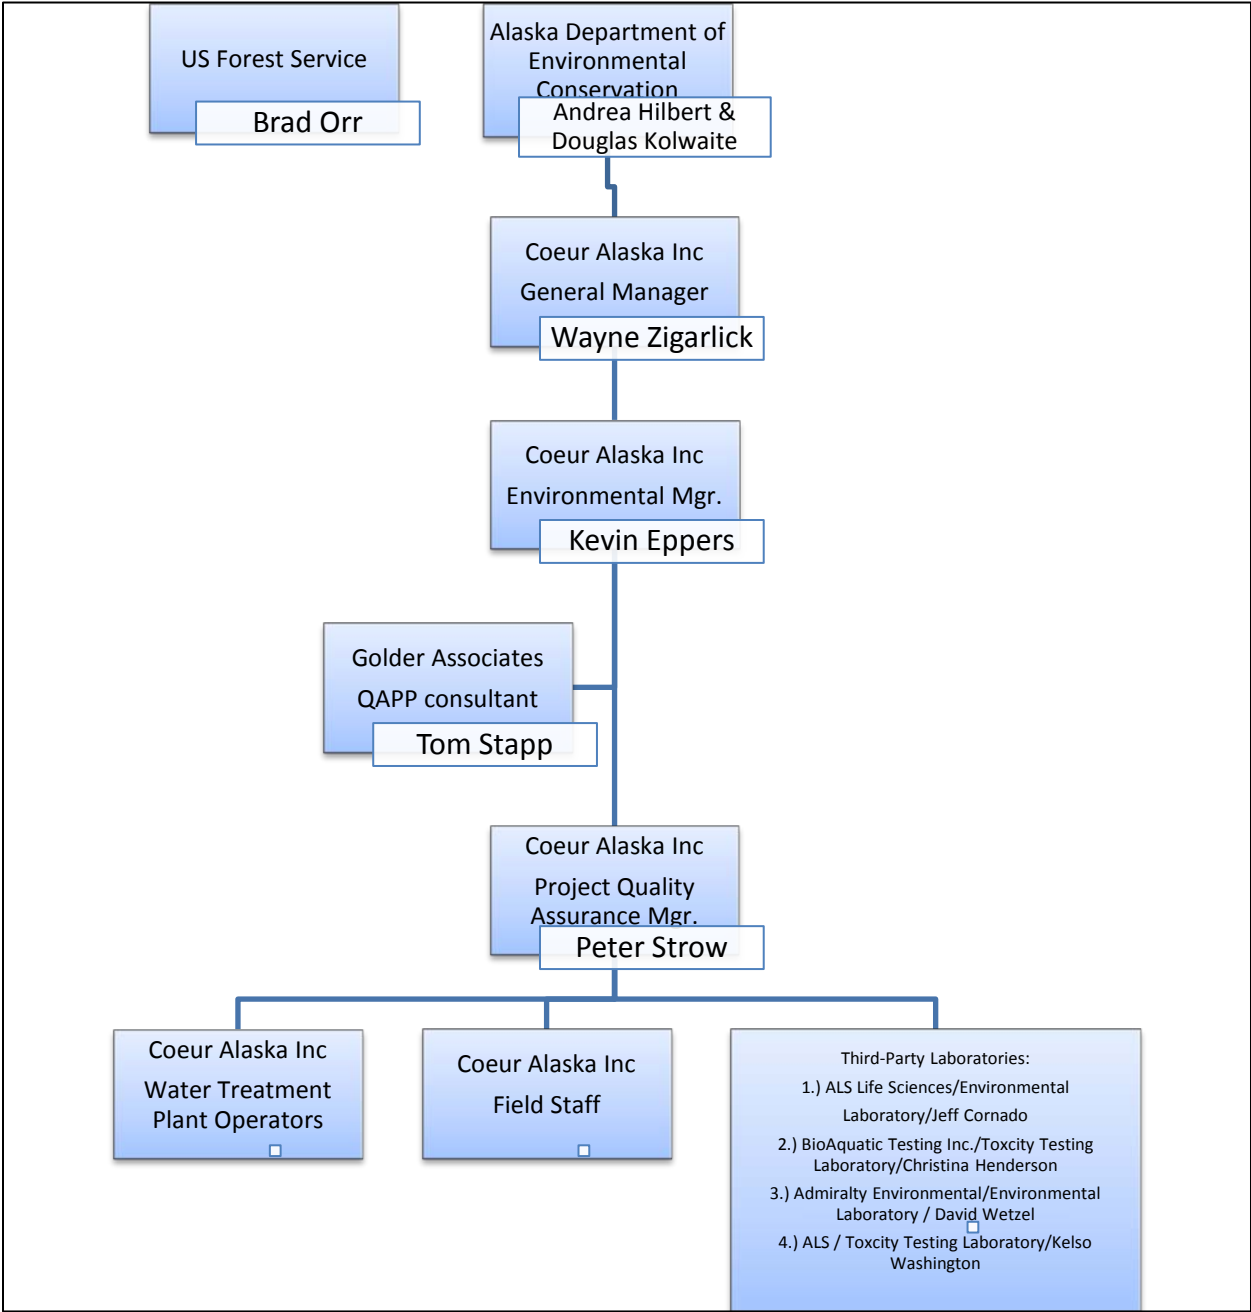 US Forest Service
Brad Orr
Alaska Department of
Environmental
Conservation
Andrea Hilbert &
Douglas Kolwaite
Coeur Alaska Inc
General Manager
Wayne Zigarlick
Coeur Alaska Inc
Environmental Mgr.
Kevin Eppers
Golder Associates
QAPP consultant
Tom Stapp
Coeur Alaska Inc
Project Quality
Assurance Mgr.
Peter Strow
Coeur Alaska Inc
Water Treatment
Plant Operators
Coeur Alaska Inc
Field Staff
Third-Party Laboratories:
1.) ALS Life Sciences/Environmental
Laboratory/Jeff Cornado
2.) BioAquatic Testing Inc./Toxcity Testing
Laboratory/Christina Henderson
3.) Admiralty Environmental/Environmental
Laboratory / David Wetzel
4.) ALS / Toxcity Testing Laboratory/Kelso
Washington